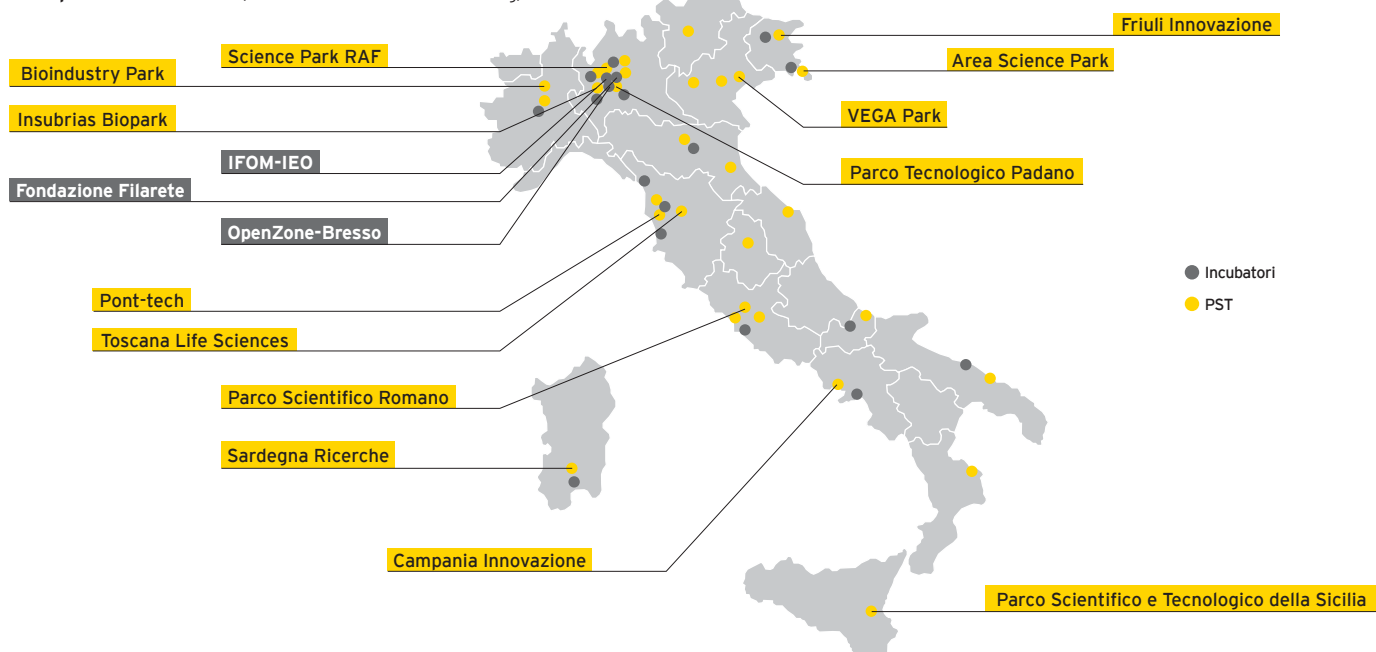 Friuli Innovazione
Science Park RAF
Area Science Park
Bioindustry Park
VEGA Park
Insubrias Biopark
IFOM-IEO
Parco Tecnologico Padano
Fondazione Filarete
OpenZone-Bresso
Incubatori
PST
Pont-tech
Toscana Life Sciences
Parco Scientifico Romano
Sardegna Ricerche
Campania Innovazione
Parco Scientifico e Tecnologico della Sicilia